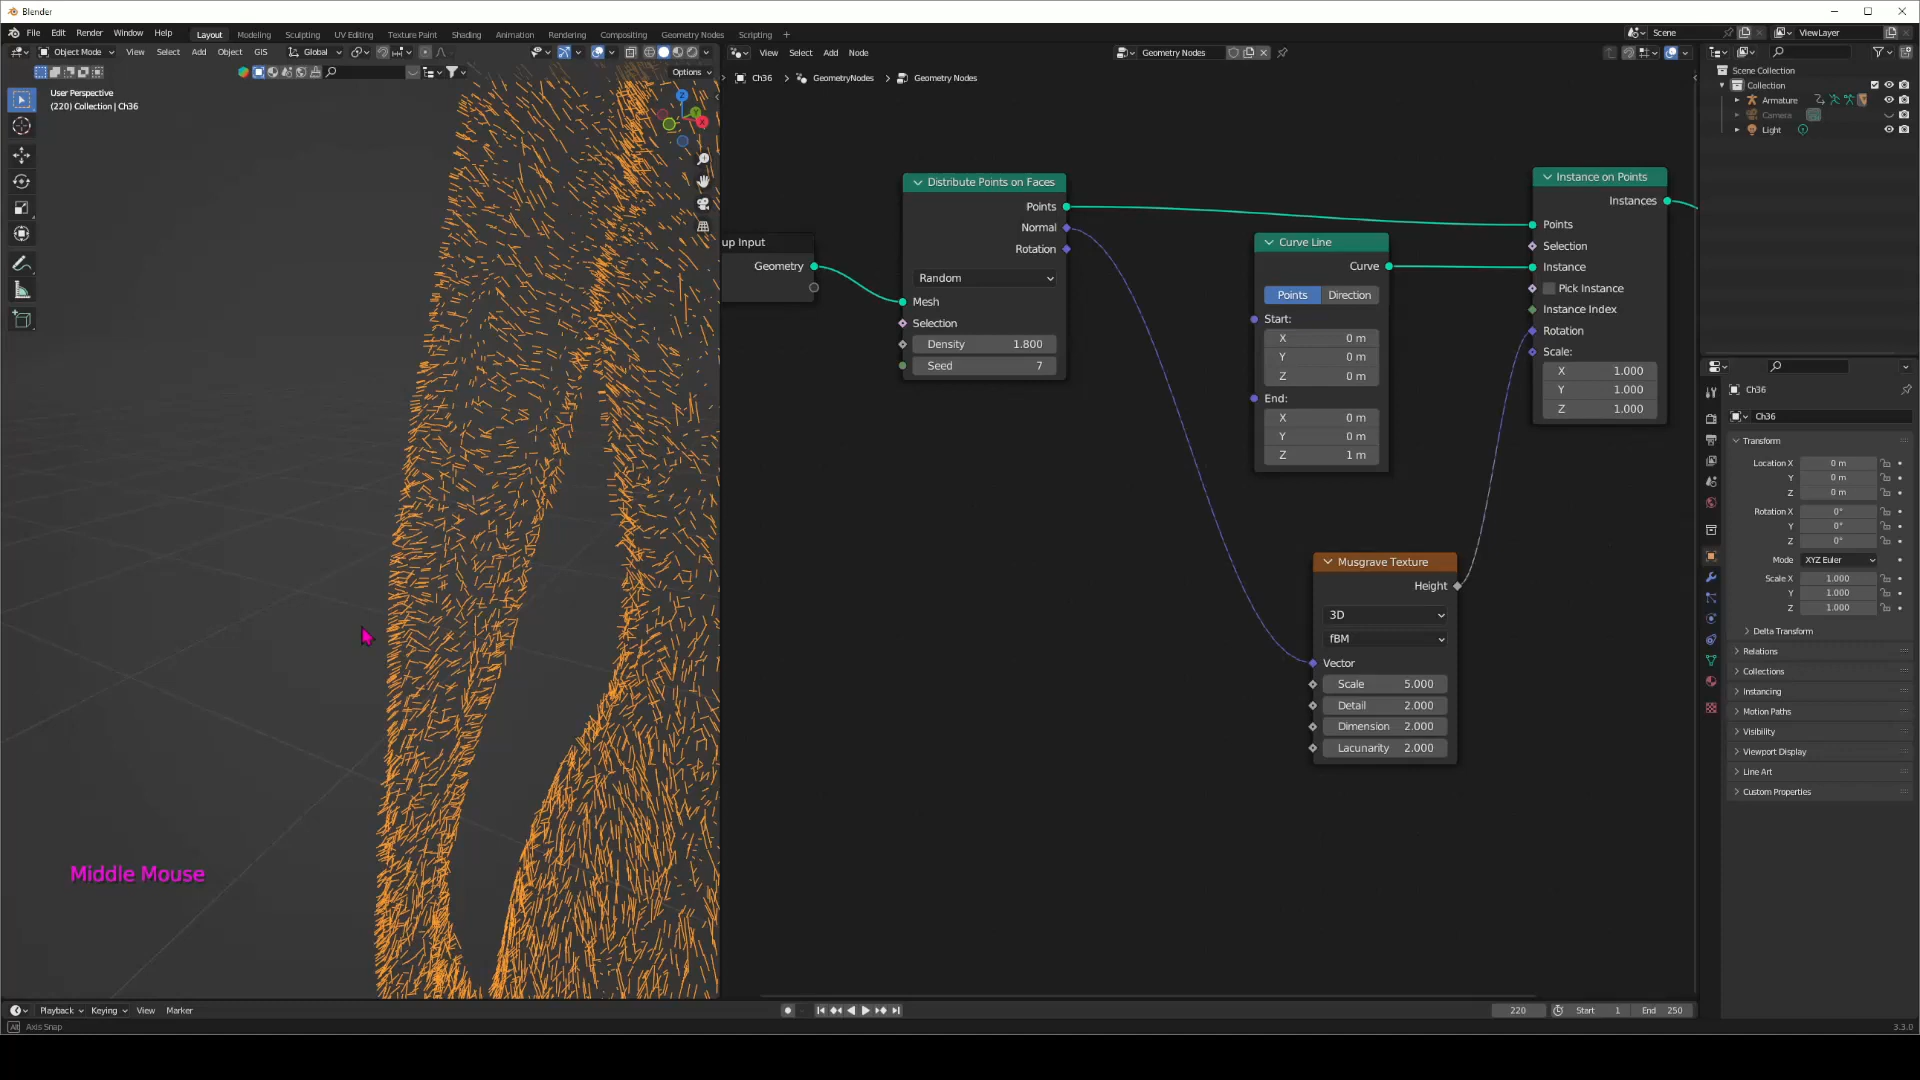 Blender
File Edit Render Window Help Layout Modeling Sculpting UV Editing Texture Paint Shading Animation Rendering Compositing Geometry Nodes Scripting Scene ViewLayer
Object Mode View Select Add Object GIS Global View Select Add Node Geometry Nodes
Options
Ch36 GeometryNodes Geometry Nodes
User Perspective
(220) Collection | Ch36
Scene Collection
Collection
Armature
Camera
Light
Z
Y
X
up Input
Geometry
Distribute Points on Faces
Points
Normal
Rotation
Random
Mesh
Selection
Density 1.800
Seed 7
Curve Line
Curve
Points Direction
Start:
X 0 m
Y 0 m
Z 0 m
End:
X 0 m
Y 0 m
Z 1 m
Instance on Points
Instances
Points
Selection
Instance
Pick Instance
Instance Index
Rotation
Scale:
X 1.000
Y 1.000
Z 1.000
Musgrave Texture
Height
3D
fBM
Vector
Scale 5.000
Detail 2.000
Dimension 2.000
Lacunarity 2.000
Ch36
Ch36
Transform
Location X 0 m
Y 0 m
Z 0 m
Rotation X 0°
Y 0°
Z 0°
Mode XYZ Euler
Scale X 1.000
Y 1.000
Z 1.000
Delta Transform
Relations
Collections
Instancing
Motion Paths
Visibility
Viewport Display
Line Art
Custom Properties
Middle Mouse
Playback Keying View Marker 220 Start 1 End 250
Alt Axis Snap 3.3.0